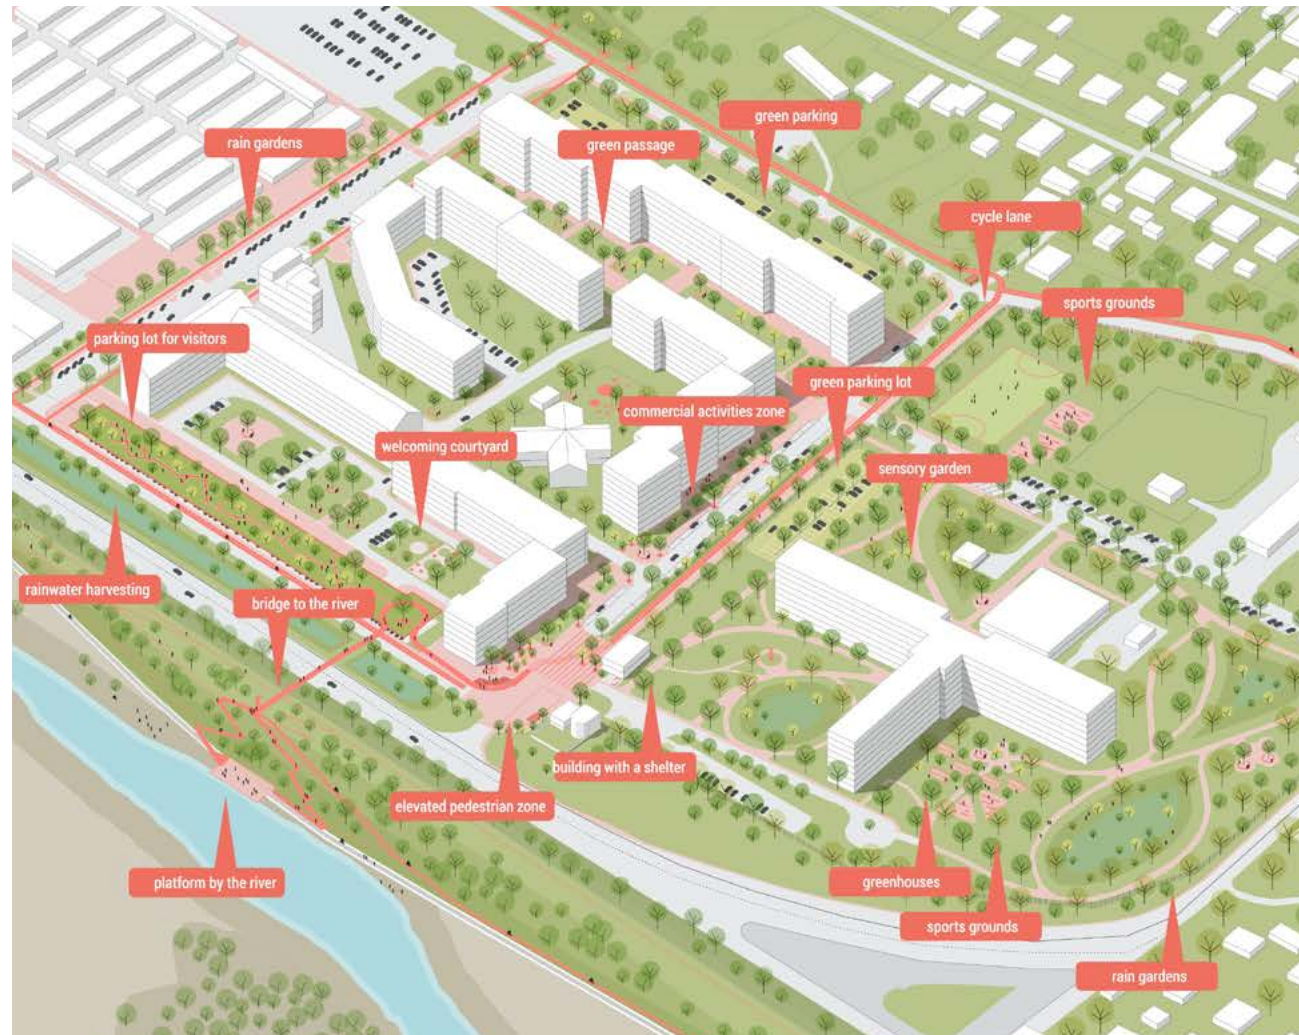 green parking
rain gardens
green passage
cycle lane
sports grounds
parking lot for visitors
green parking lot
commercial activities zone
welcoming courtyard
sensory garden
rainwater harvesting
bridge to the river
building with a shelter
elevated pedestrian zone
platform by the river
greenhouses
sports grounds
rain gardens